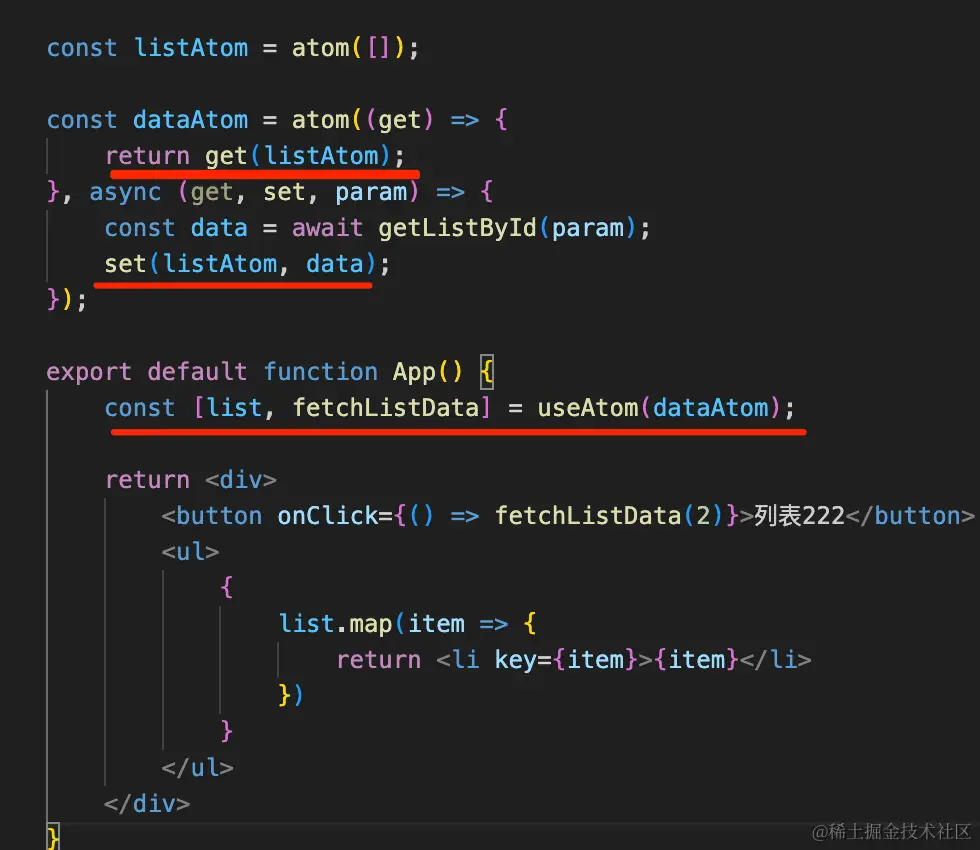 const listAtom = atom([]);
const dataAtom = atom((get) => {
return get(listAtom);
}, async (get, set, param) => {
const data = await getListById(param);
set(listAtom, data);
});
export default function App() {
const [list, fetchListData] = useAtom(dataAtom);
return <div>
<button onClick={() => fetchListData(2)}>列表222</button>
<ul>
{
list.map(item => {
return <li key={item}>{item}</li>
})
}
</ul>
</div>
}
@稀土掘金技术社区